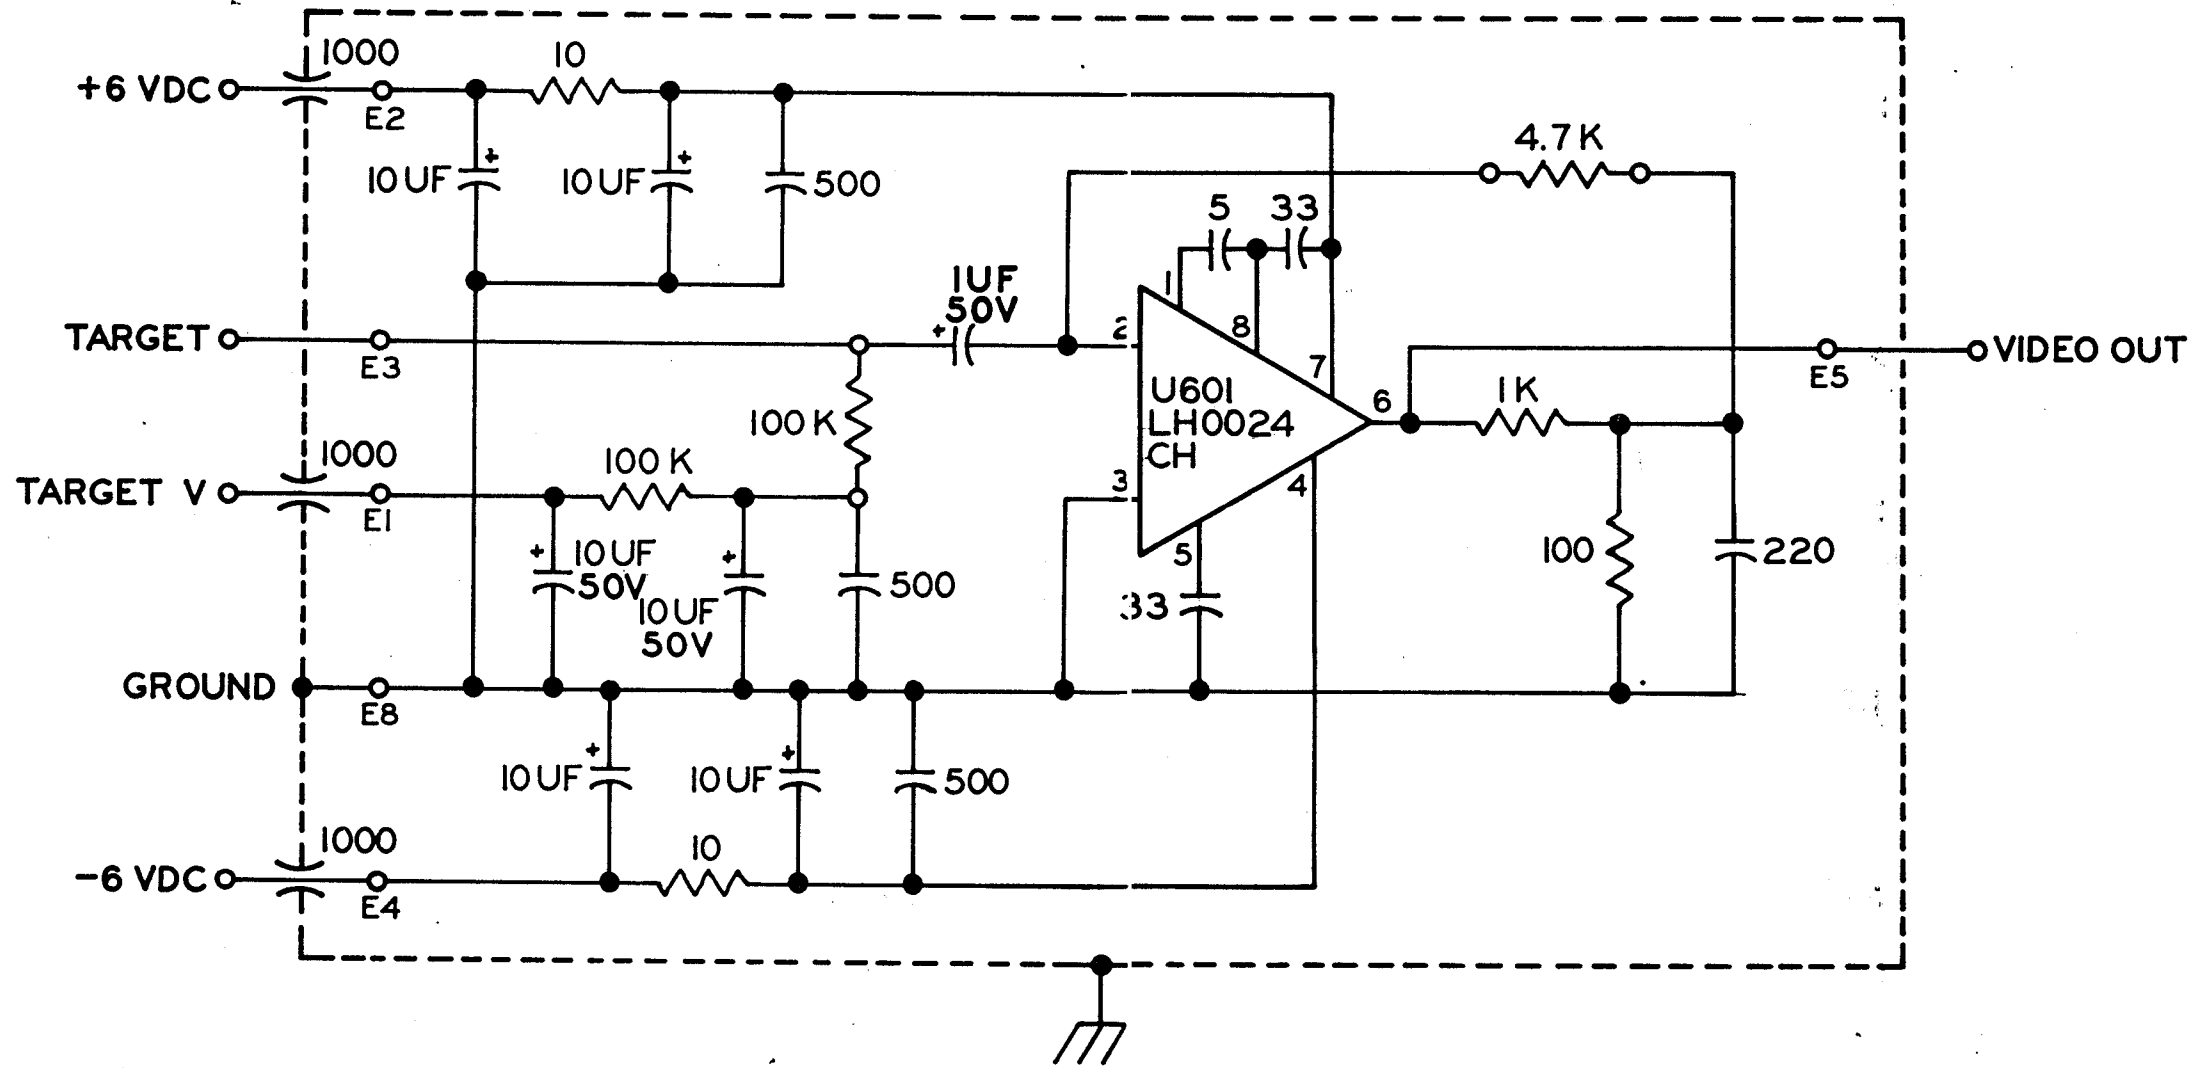 1000
10
+6 VDC
E2
+
10 UF
+
10 UF
500
4.7K
5
33
1UF
50V
+
1
2
8
7
TARGET
E3
VIDEO OUT
E5
100 K
U601
LH0024
CH
6
1K
1000
100 K
TARGET V
E1
3
4
5
+
10 UF
50V
+
10 UF
50V
500
33
100
220
GROUND
E8
+
10 UF
+
10 UF
500
1000
10
-6 VDC
E4